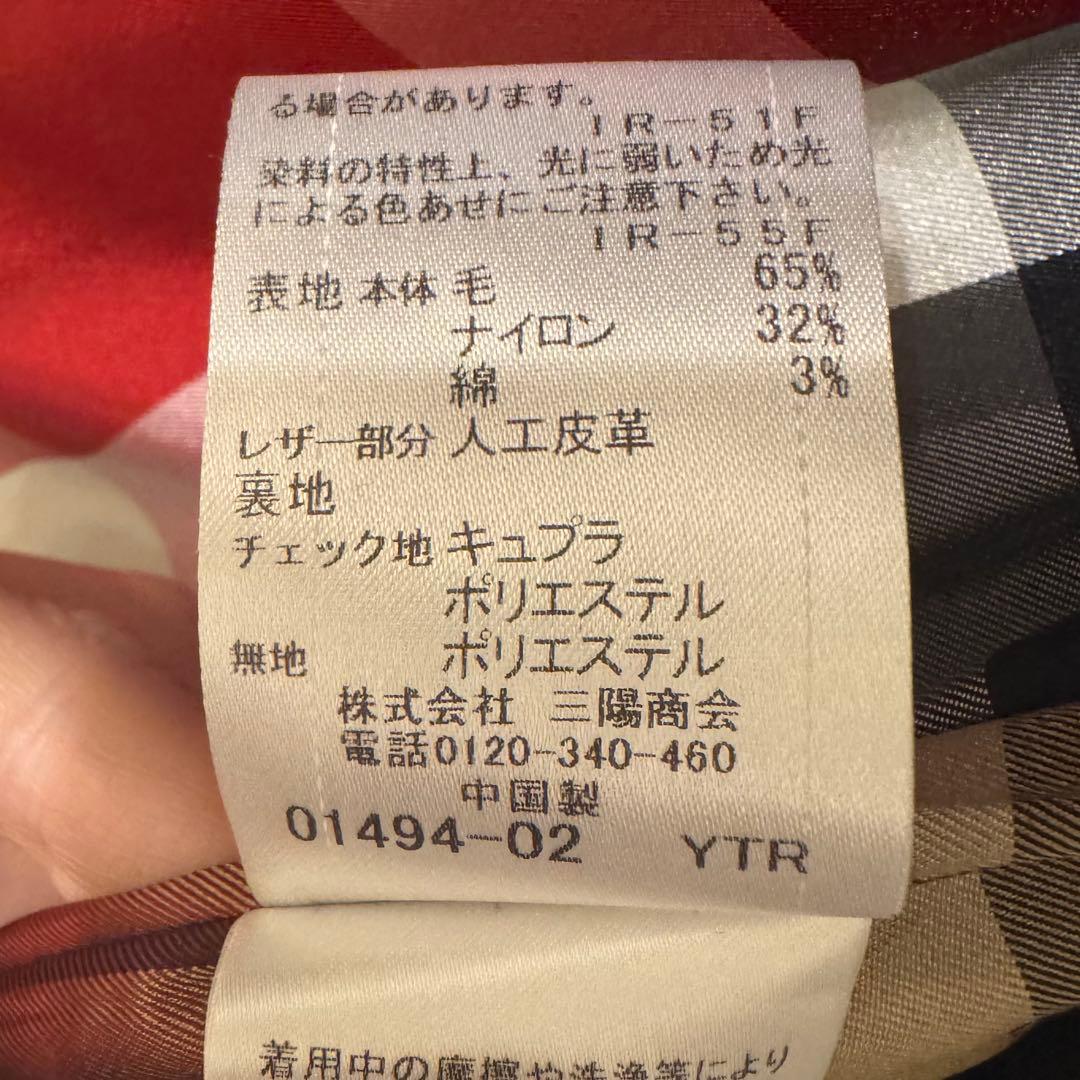 る場合があります。
IR-51F
染料の特性上、光に弱いため光
による色あせにご注意下さい。
IR-55F
表地 本体 毛 65%
ナイロン 32%
綿 3%
レザー部分 人工皮革
裏地
チェック地 キュプラ
ポリエステル
無地 ポリエステル
株式会社 三陽商会
電話0120-340-460
中国製
01494-02 YTR
着用中の摩擦や洗浄等により